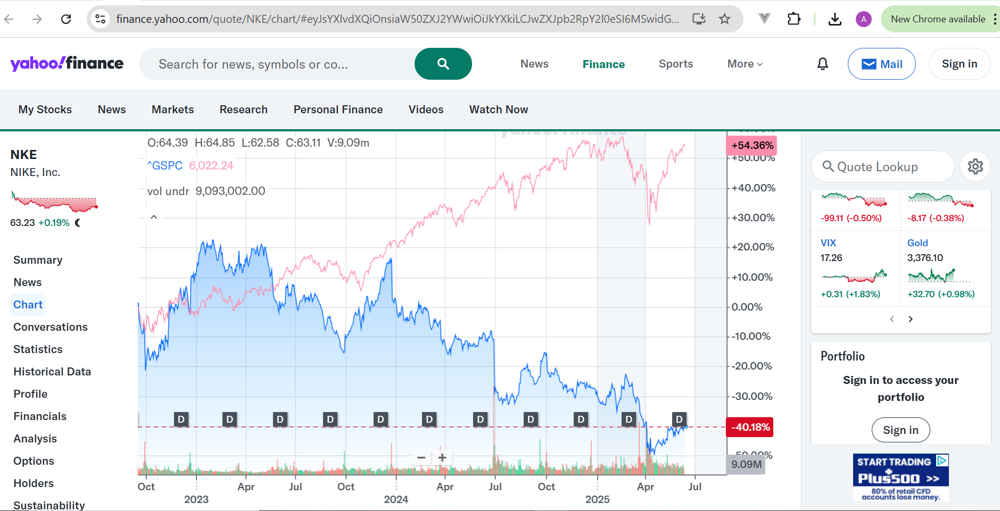 finance.yahoo.com/quote/NKE/chart/#eyJsYXlvdXQiOnsiaW50ZXJ2YWwiOiJkYXkiLCJwZXJpb2RpY2l0eSI6MSwidG...
A
New Chrome available
yahoo!finance
Search for news, symbols or co...
News
Finance
Sports
More
Mail
Sign in
My Stocks
News
Markets
Research
Personal Finance
Videos
Watch Now
NKE
NIKE, Inc.
63.23 +0.19%
Summary
News
Chart
Conversations
Statistics
Historical Data
Profile
Financials
Analysis
Options
Holders
Sustainability
yahoo! finance
O:64.39 H:64.85 L:62.58 C:63.11 V:9.09m
^GSPC 6,022.24
vol undr 9,093,002.00
+54.36%
+50.00%
+40.00%
+30.00%
+20.00%
+10.00%
0.00%
-10.00%
-20.00%
-30.00%
-40.18%
9.09M
D D D D D D D D D D D
− +
Oct
Apr
Jul
Oct
Apr
Jul
Oct
Apr
Jul
2023
2024
2025
Quote Lookup
-99.11 (-0.50%)
-8.17 (-0.38%)
VIX
17.26
+0.31 (+1.83%)
Gold
3,376.10
+32.70 (+0.98%)
Portfolio
Sign in to access your
portfolio
Sign in
START TRADING
Plus500 >>
80% of retail CFD
accounts lose money.